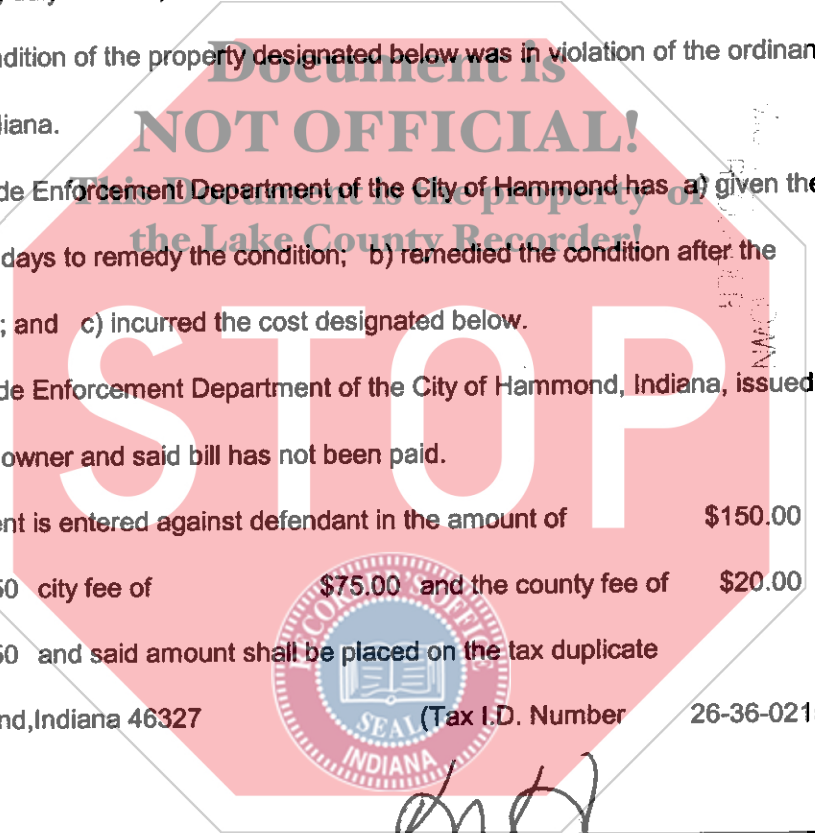 ndition of the property designated below was in violation of the ordinan
Document is
diana.
NOT OFFICIAL!
de Enforcement Department of the City of Hammond has a) given the
This Document is the property of
days to remedy the condition; b) remedied the condition after the
the Lake County Recorder!
; and c) incurred the cost designated below.
STOP
de Enforcement Department of the City of Hammond, Indiana, issued
owner and said bill has not been paid.
ent is entered against defendant in the amount of $150.00
50 city fee of $75.00 and the county fee of $20.00
50 and said amount shall be placed on the tax duplicate
nd,Indiana 46327 (Tax I.D. Number 26-36-021
RECORDER'S OFFICE
SEAL
INDIANA